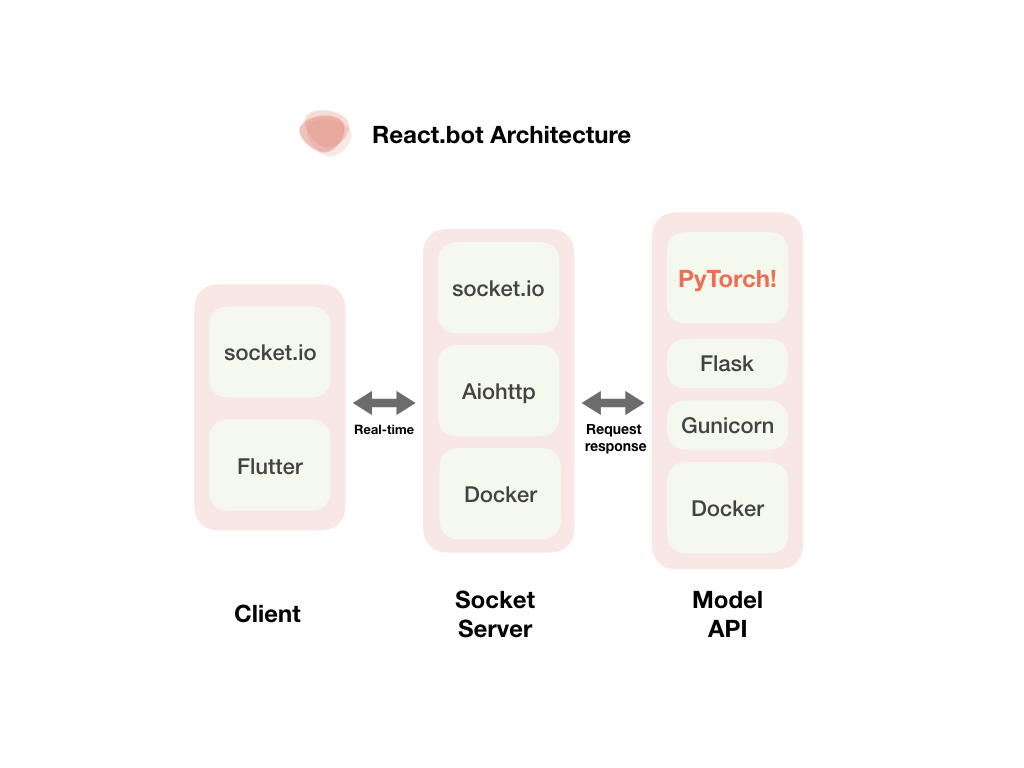 React.bot Architecture
socket.io
Flutter
Client
Real-time
socket.io
Aiohttp
Docker
Socket
Server
Request
response
PyTorch!
Flask
Gunicorn
Docker
Model
API